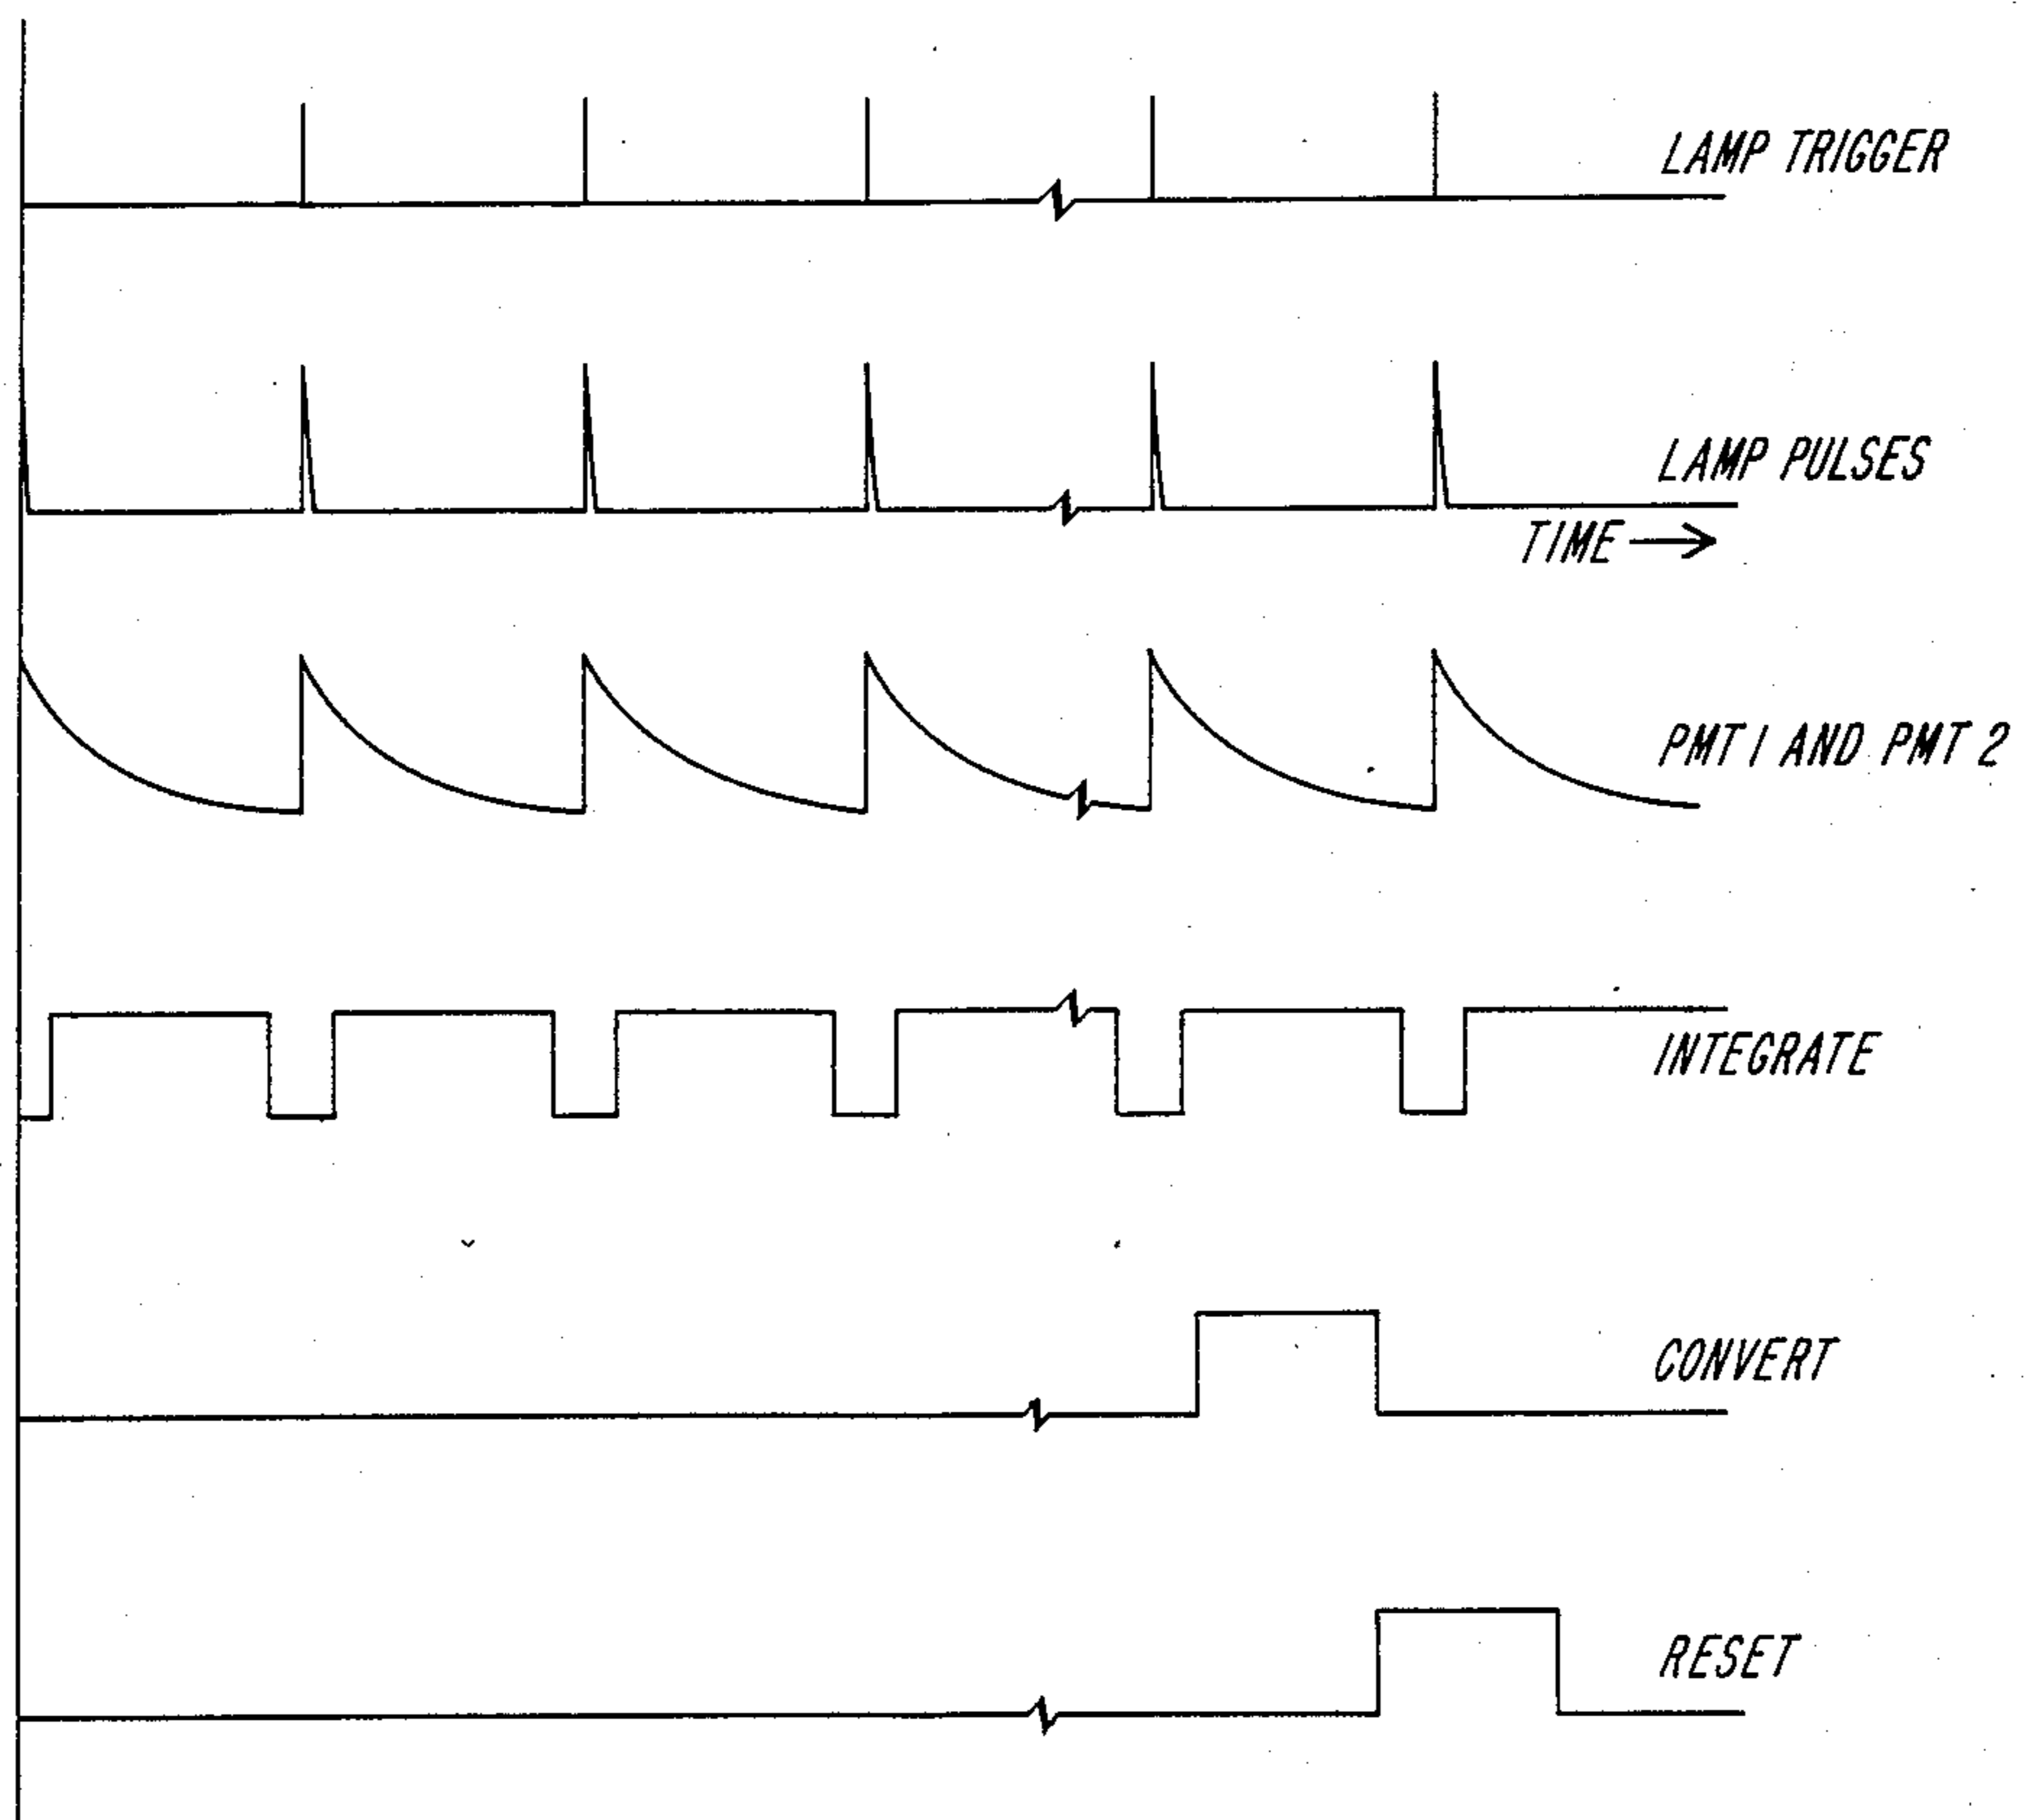 LAMP TRIGGER
LAMP PULSES
TIME
PMT 1 AND PMT 2
INTEGRATE
CONVERT
RESET